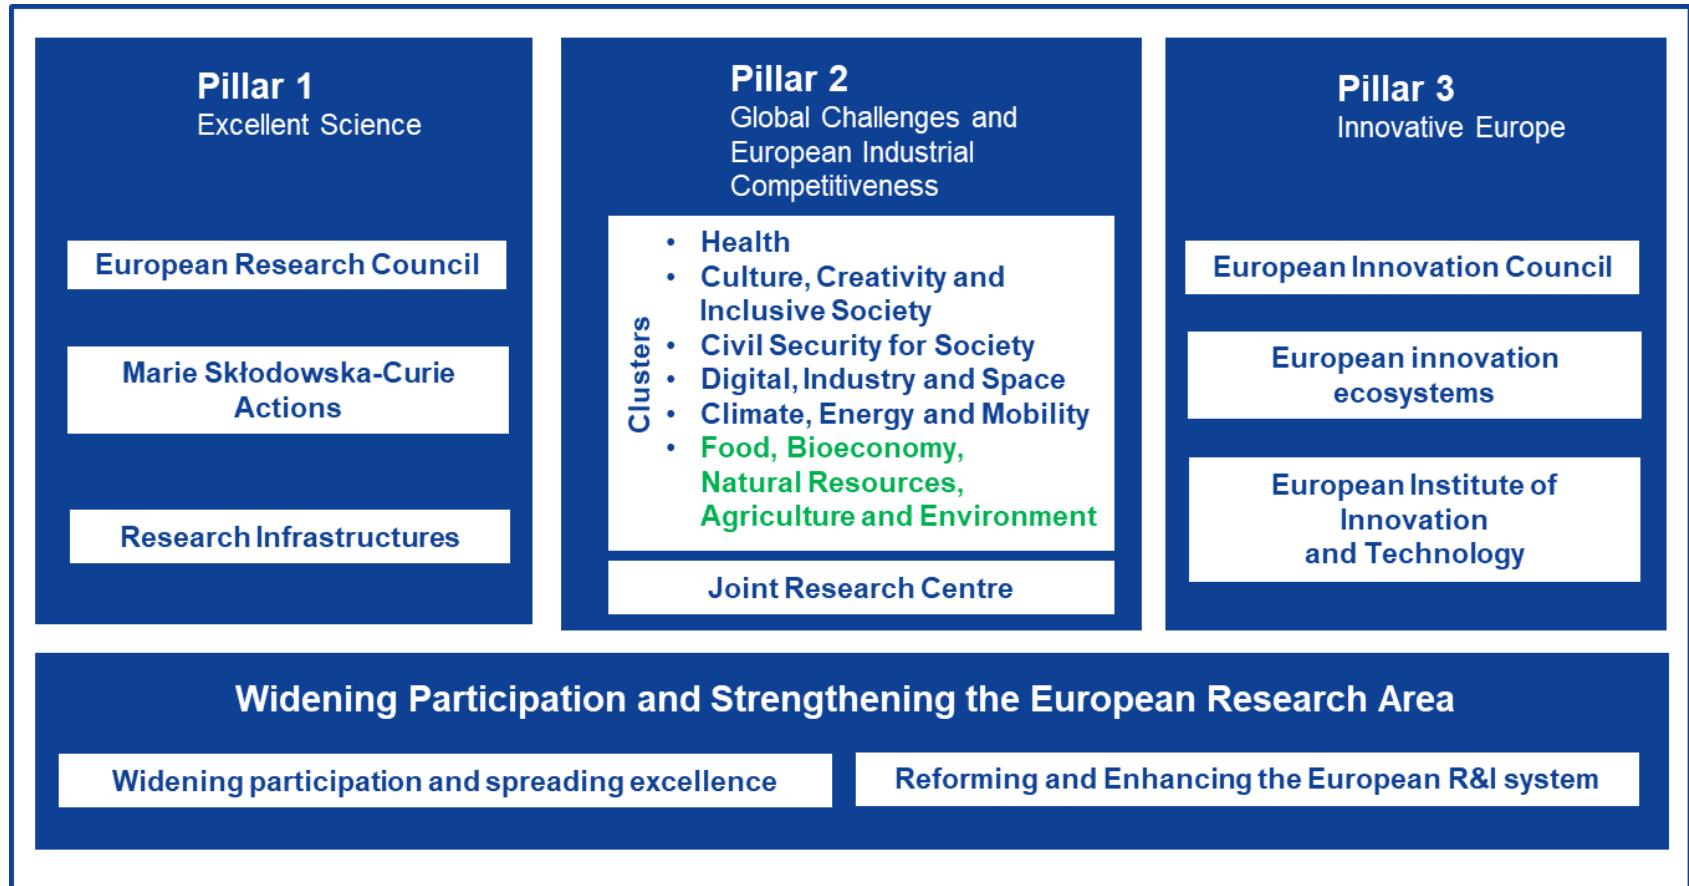 Pillar 1
Excellent Science
European Research Council
Marie Skłodowska-Curie
Actions
Research Infrastructures
Pillar 2
Global Challenges and
European Industrial
Competitiveness
Clusters
• Health
• Culture, Creativity and
Inclusive Society
• Civil Security for Society
• Digital, Industry and Space
• Climate, Energy and Mobility
• Food, Bioeconomy,
Natural Resources,
Agriculture and Environment
Joint Research Centre
Pillar 3
Innovative Europe
European Innovation Council
European innovation
ecosystems
European Institute of
Innovation
and Technology
Widening Participation and Strengthening the European Research Area
Widening participation and spreading excellence
Reforming and Enhancing the European R&I system